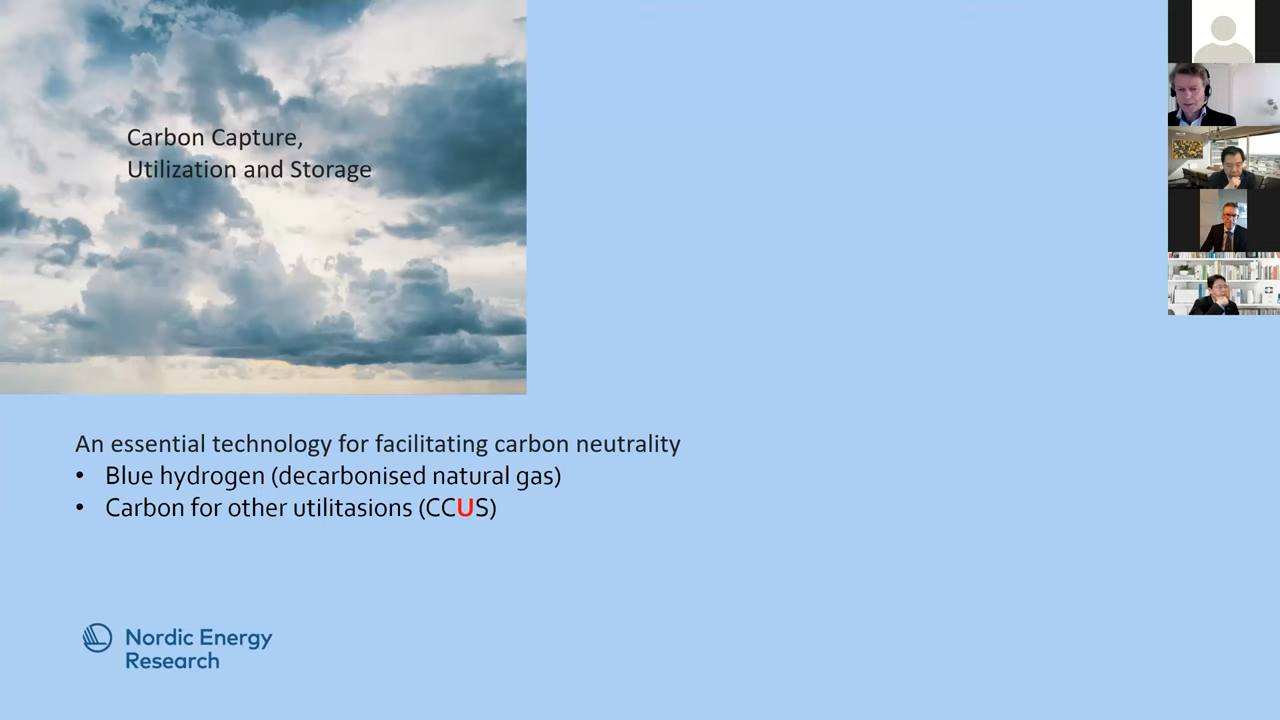 Carbon Capture,
Utilization and Storage
An essential technology for facilitating carbon neutrality
• Blue hydrogen (decarbonised natural gas)
• Carbon for other utilitasions (CCUS)
Nordic Energy
Research